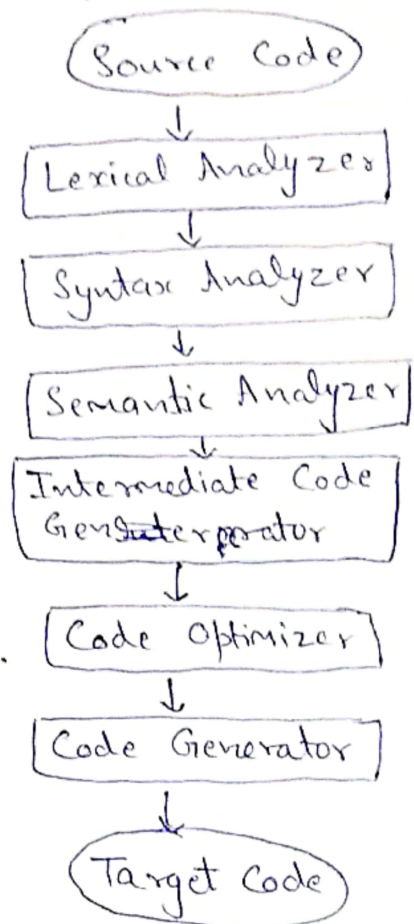 Source Code
Lexical Analyzer
Syntax Analyzer
Semantic Analyzer
Intermediate Code
Generator
Code Optimizer
Code Generator
Target Code